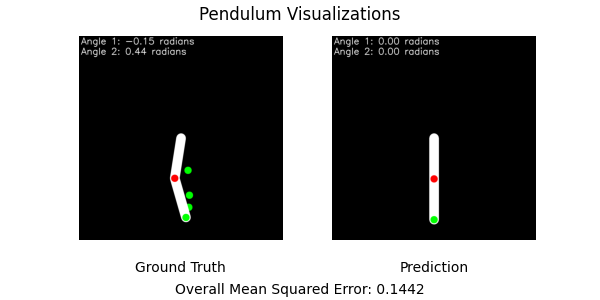 Pendulum Visualizations
Angle 1: -0.15 radians
Angle 2: 0.44 radians
Angle 1: 0.00 radians
Angle 2: 0.00 radians
Ground Truth
Prediction
Overall Mean Squared Error: 0.1442